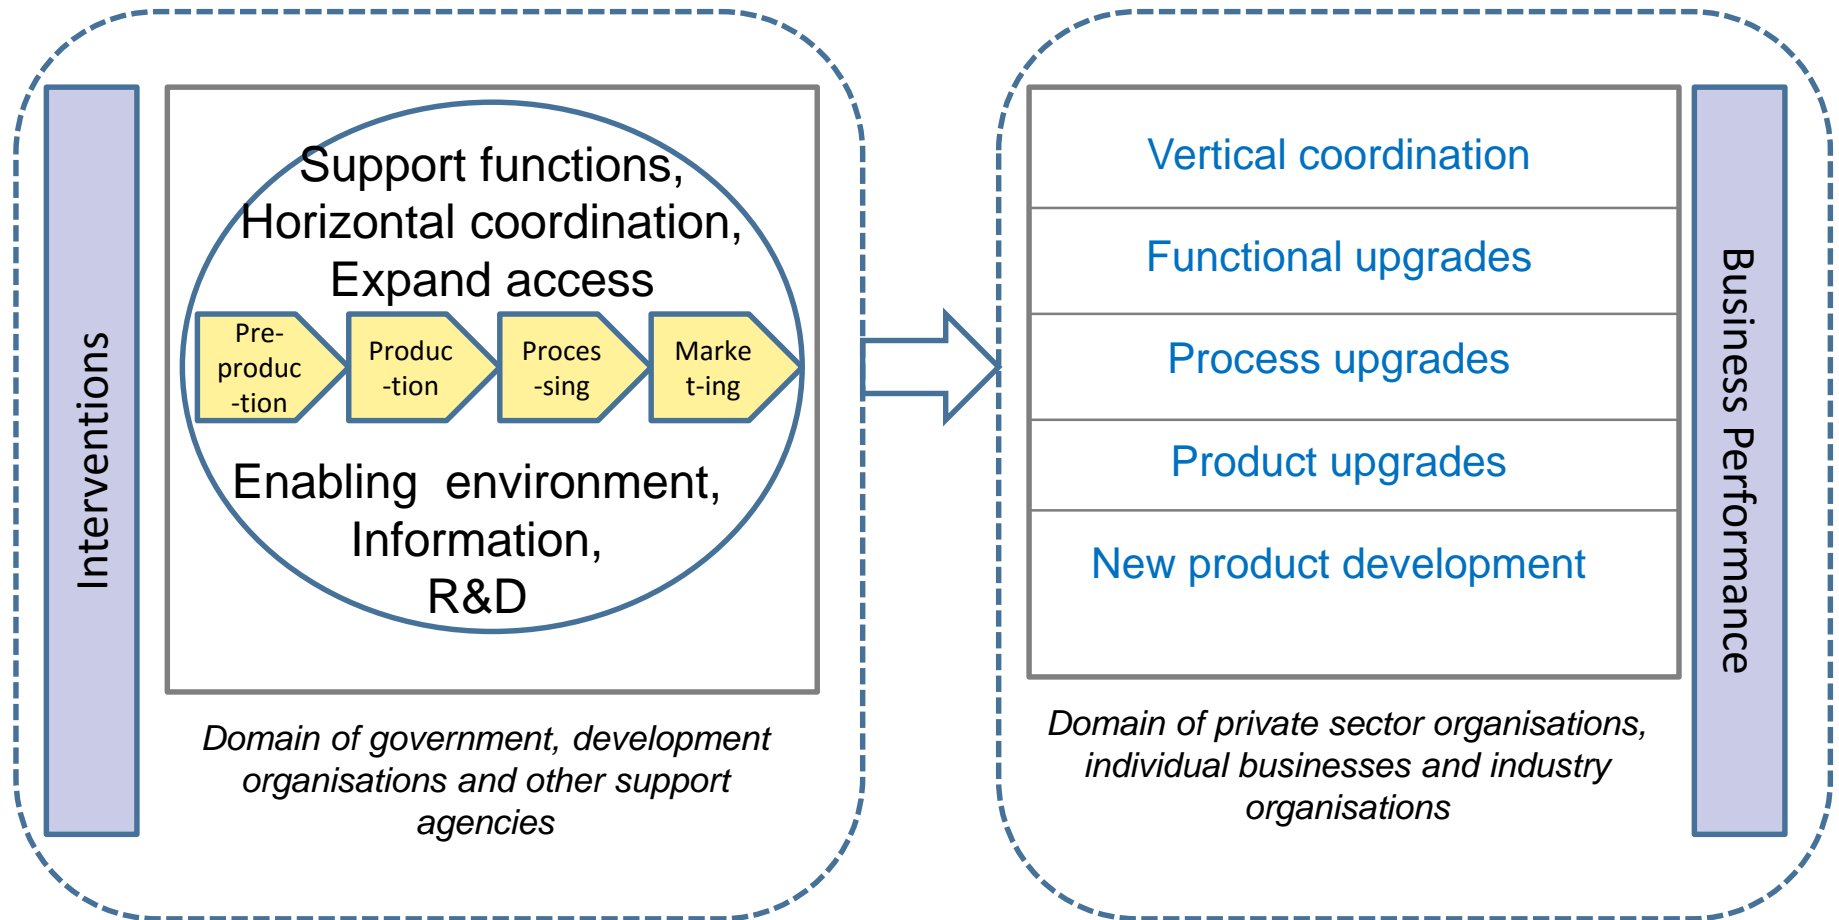 Interventions
Support functions,
Horizontal coordination,
Expand access
Pre-
produc
-tion
Produc
-tion
Proces
-sing
Marke
t-ing
Enabling environment,
Information,
R&D
Domain of government, development
organisations and other support
agencies
Vertical coordination
Functional upgrades
Process upgrades
Product upgrades
New product development
Domain of private sector organisations,
individual businesses and industry
organisations
Business Performance